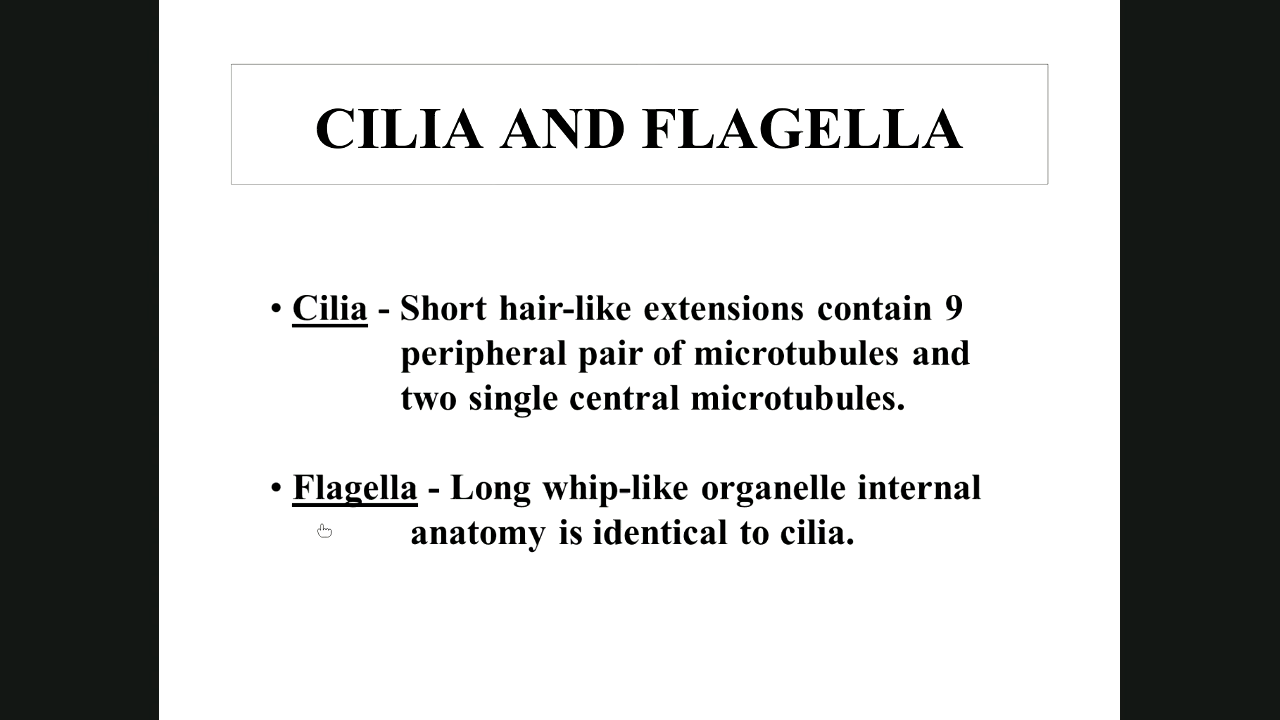 CILIA AND FLAGELLA
• Cilia - Short hair-like extensions contain 9
peripheral pair of microtubules and
two single central microtubules.
• Flagella - Long whip-like organelle internal
anatomy is identical to cilia.